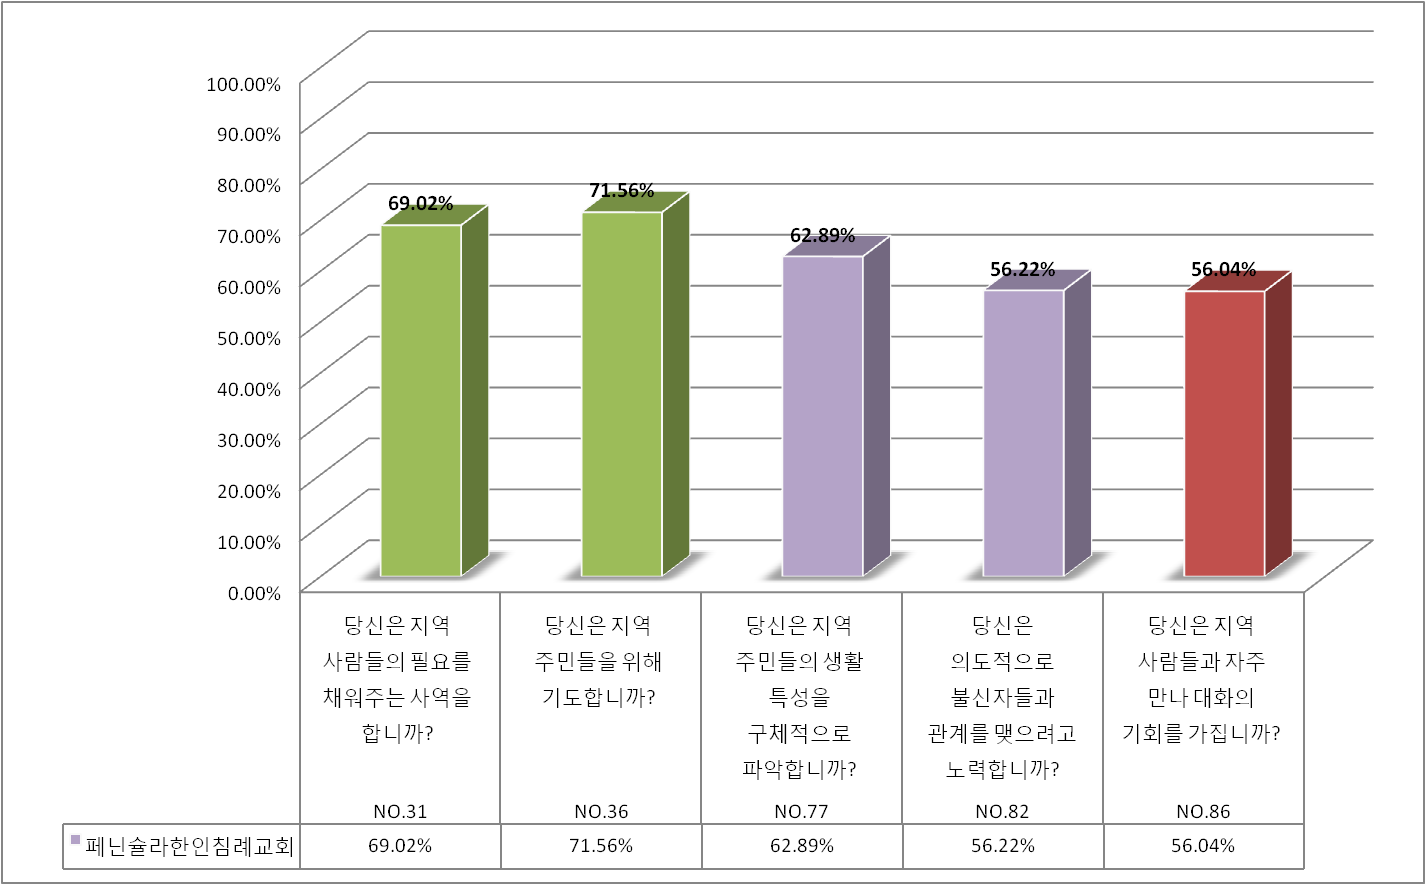 100.00%
90.00%
80.00%
70.00%
60.00%
50.00%
40.00%
30.00%
20.00%
10.00%
0.00%
69.02%
71.56%
62.89%
56.22%
56.04%
당신은 지역
사람들의 필요를
채워주는 사역을
합니까?
NO.31
당신은 지역
주민들을 위해
기도합니까?
NO.36
당신은 지역
주민들의 생활
특성을
구체적으로
파악합니까?
NO.77
당신은
의도적으로
불신자들과
관계를 맺으려고
노력합니까?
NO.82
당신은 지역
사람들과 자주
만나 대화의
기회를 가집니까?
NO.86
페닌슐라한인침례교회 69.02% 71.56% 62.89% 56.22% 56.04%